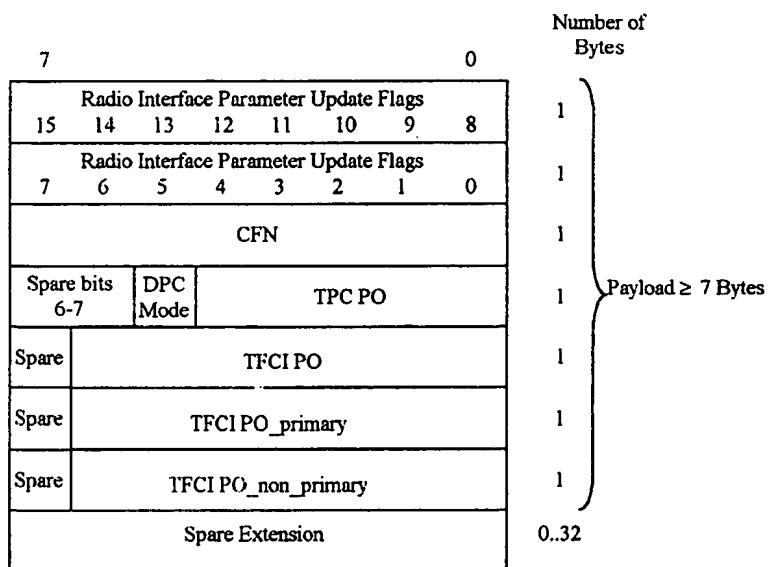 Number of
Bytes
7 0
Radio Interface Parameter Update Flags
15 14 13 12 11 10 9 8
1
Radio Interface Parameter Update Flags
7 6 5 4 3 2 1 0
1
CFN
1
Spare bits
6-7
DPC
Mode
TPC PO
1
Payload ≥ 7 Bytes
Spare
TFCI PO
1
Spare
TFCI PO_primary
1
Spare
TFCI PO_non_primary
1
Spare Extension
0..32